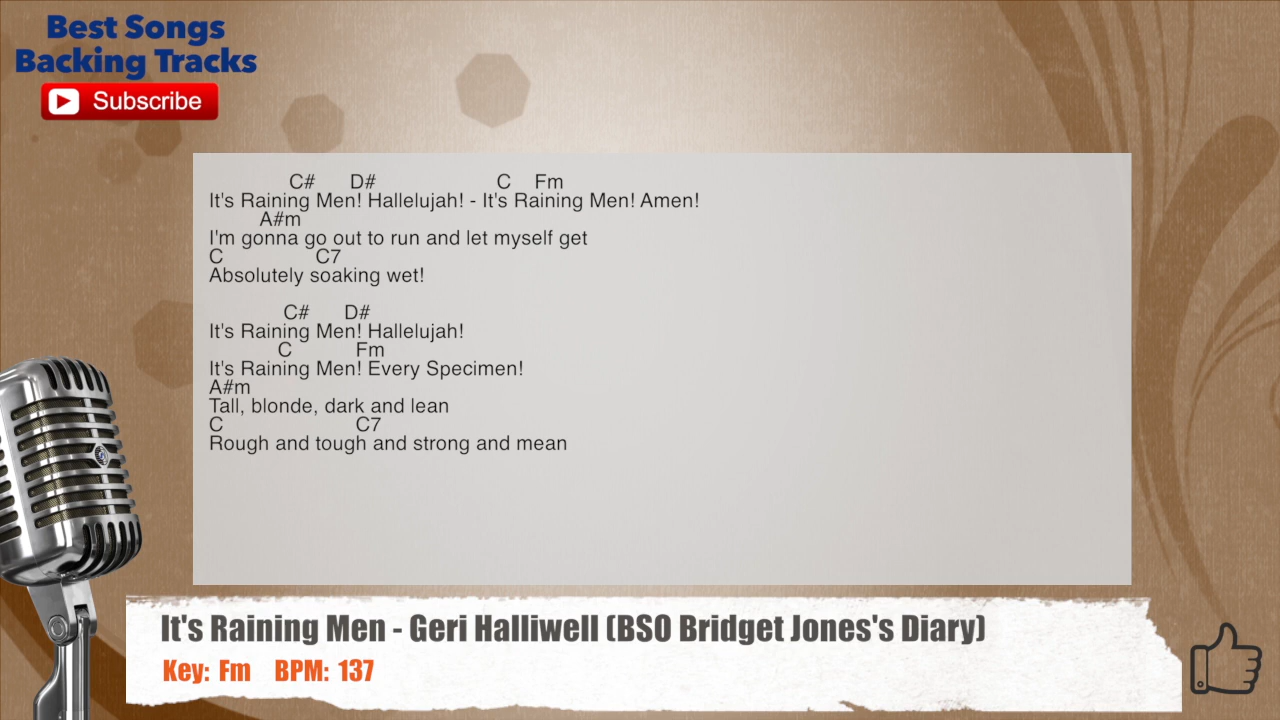 Best Songs
Backing Tracks
Subscribe
C# D# C Fm
It's Raining Men! Hallelujah! - It's Raining Men! Amen!
A#m
I'm gonna go out to run and let myself get
C C7
Absolutely soaking wet!
C# D#
It's Raining Men! Hallelujah!
C Fm
It's Raining Men! Every Specimen!
A#m
Tall, blonde, dark and lean
C C7
Rough and tough and strong and mean
It's Raining Men - Geri Halliwell (BSO Bridget Jones's Diary)
Key: Fm BPM: 137